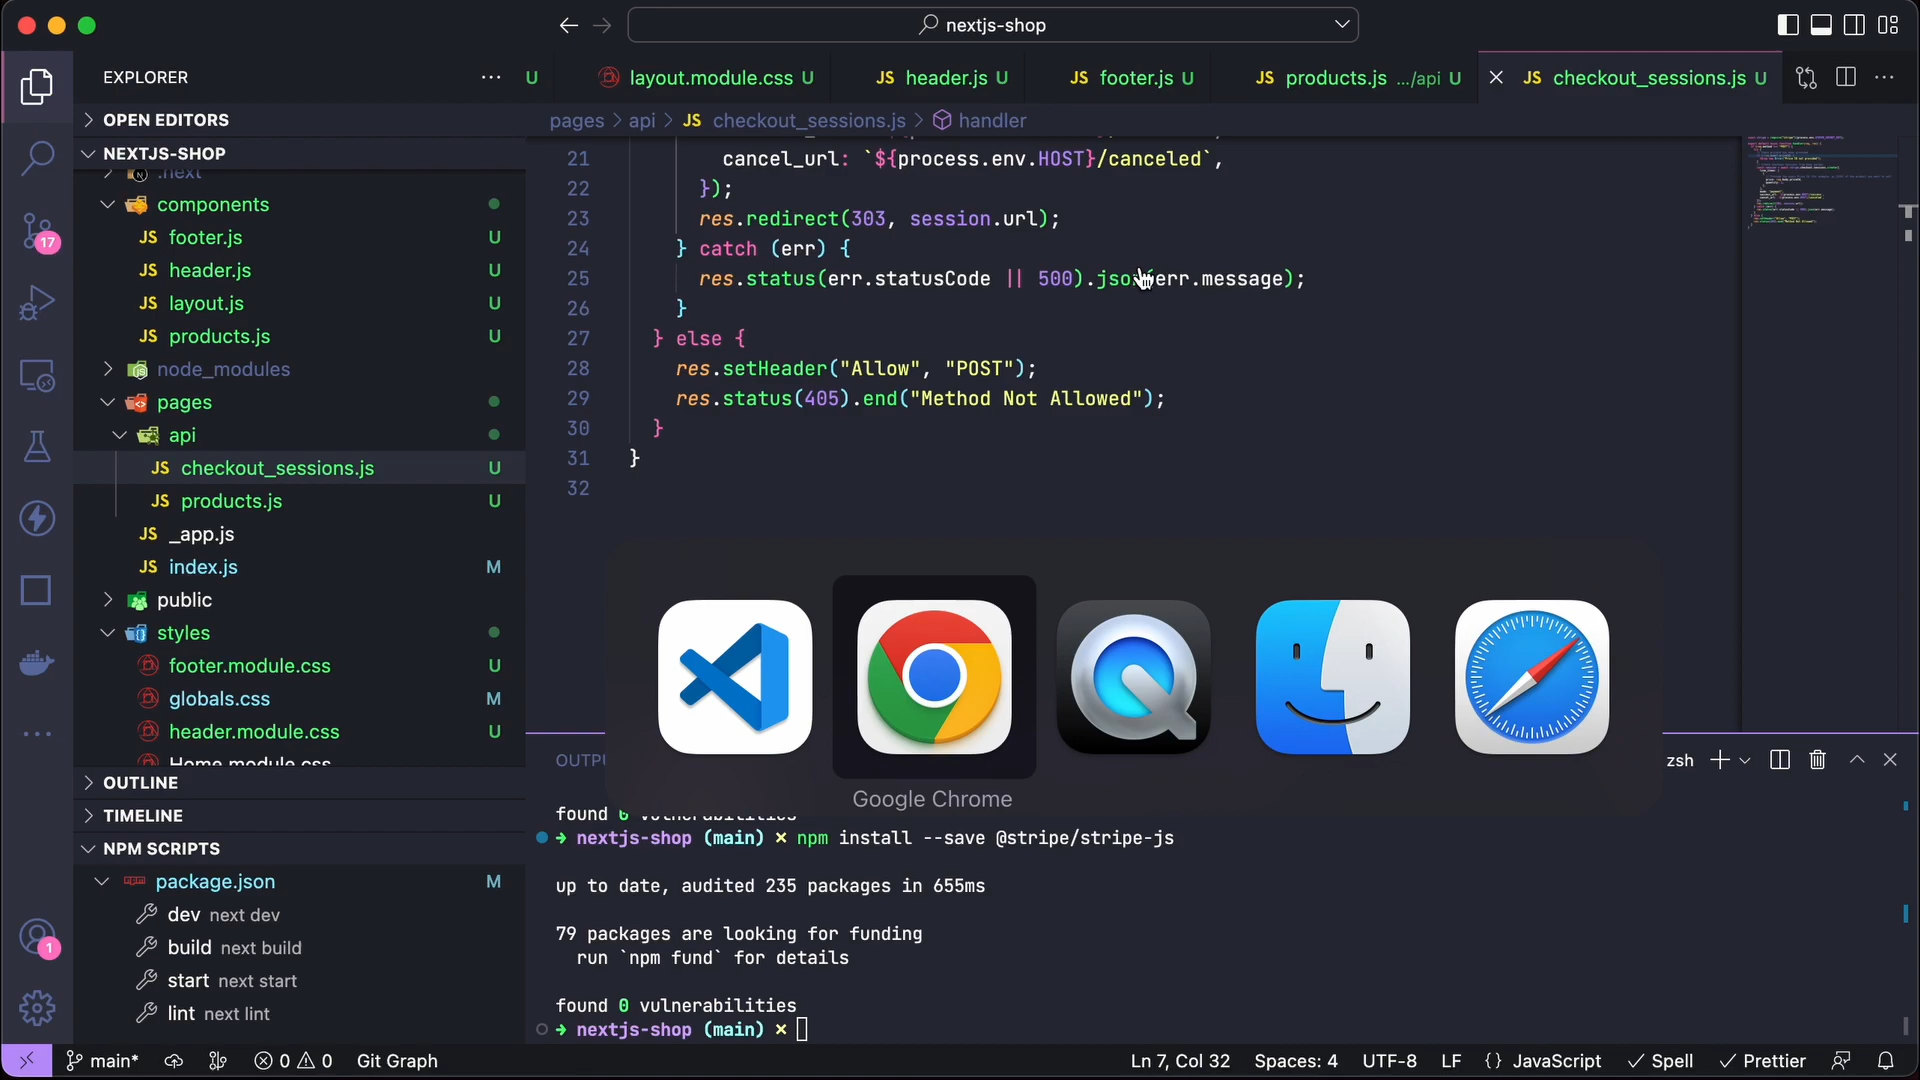 nextjs-shop
EXPLORER
U
layout.module.css U
JS header.js U
JS footer.js U
JS products.js .../api U
JS checkout_sessions.js U
OPEN EDITORS
NEXTJS-SHOP
.next
components
JS footer.js U
JS header.js U
JS layout.js U
JS products.js U
node_modules
pages
api
JS checkout_sessions.js U
JS products.js U
JS _app.js
JS index.js M
public
styles
footer.module.css U
globals.css M
header.module.css U
Home.module.css
OUTLINE
TIMELINE
NPM SCRIPTS
package.json M
dev next dev
build next build
start next start
lint next lint
17
1
pages > api > JS checkout_sessions.js > handler
21 cancel_url: `${process.env.HOST}/canceled`,
22 });
23 res.redirect(303, session.url);
24 } catch (err) {
25 res.status(err.statusCode || 500).json(err.message);
26 }
27 } else {
28 res.setHeader("Allow", "POST");
29 res.status(405).end("Method Not Allowed");
30 }
31 }
32
Google Chrome
OUTPU
zsh
found 0 vulnerabilities
nextjs-shop (main) × npm install --save @stripe/stripe-js
up to date, audited 235 packages in 655ms
79 packages are looking for funding
run `npm fund` for details
found 0 vulnerabilities
nextjs-shop (main) ×
main* 0 0 Git Graph
Ln 7, Col 32 Spaces: 4 UTF-8 LF {} JavaScript Spell Prettier